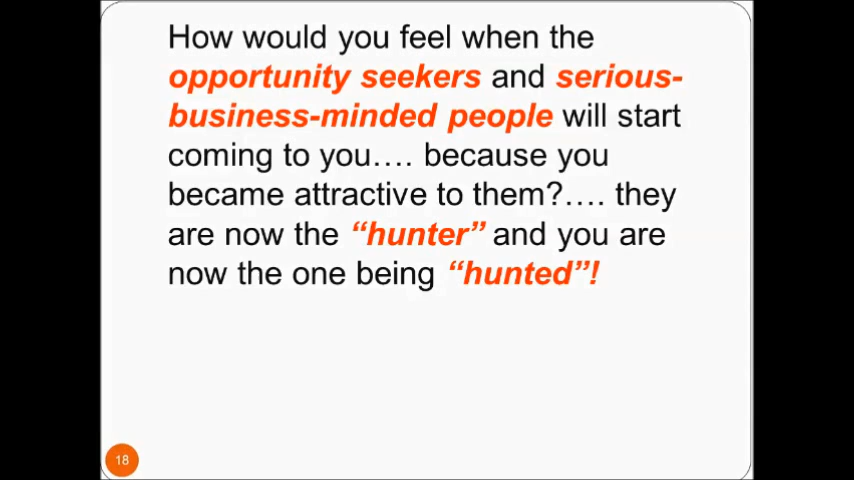 How would you feel when the
opportunity seekers and serious-
business-minded people will start
coming to you…. because you
became attractive to them?…. they
are now the “hunter” and you are
now the one being “hunted”!
18